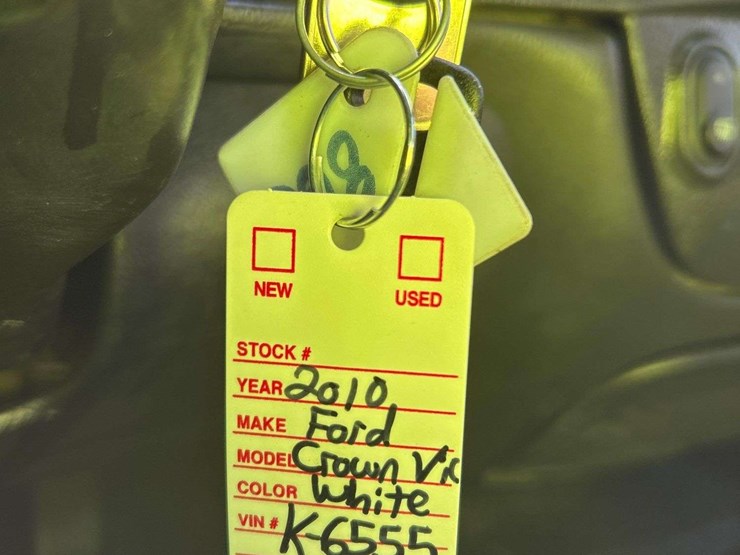 NEW USED
STOCK #
YEAR 2010
MAKE Ford
MODEL Crown Vic
COLOR White
VIN # K-6555